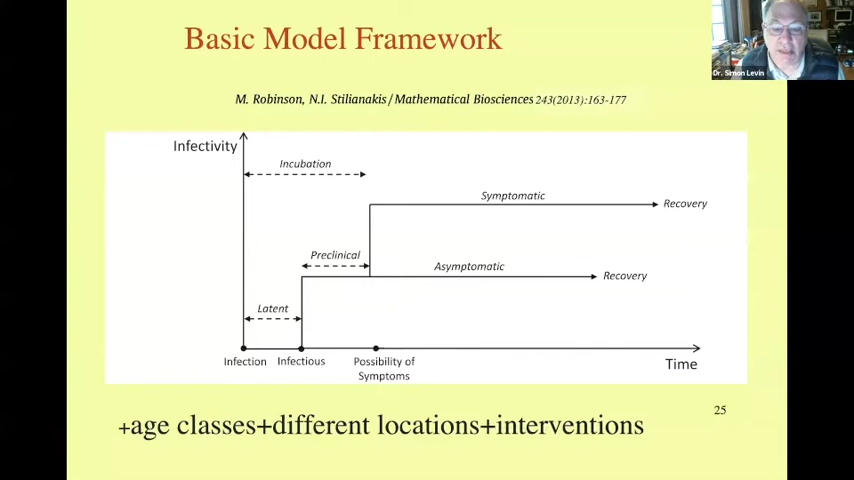 Basic Model Framework
Dr. Simon Levin
M. Robinson, N.I. Stilianakis / Mathematical Biosciences 243(2013):163-177
Infectivity
Incubation
Symptomatic
Recovery
Preclinical
Asymptomatic
Recovery
Latent
Infection
Infectious
Possibility of
Symptoms
Time
25
+age classes+different locations+interventions